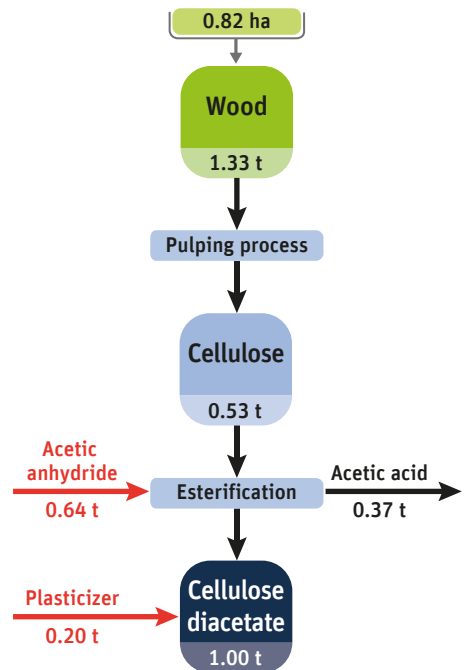 0.82 ha
Wood
1.33 t
Pulping process
Cellulose
0.53 t
Acetic
anhydride
0.64 t
Esterification
Acetic acid
0.37 t
Plasticizer
0.20 t
Cellulose
diacetate
1.00 t